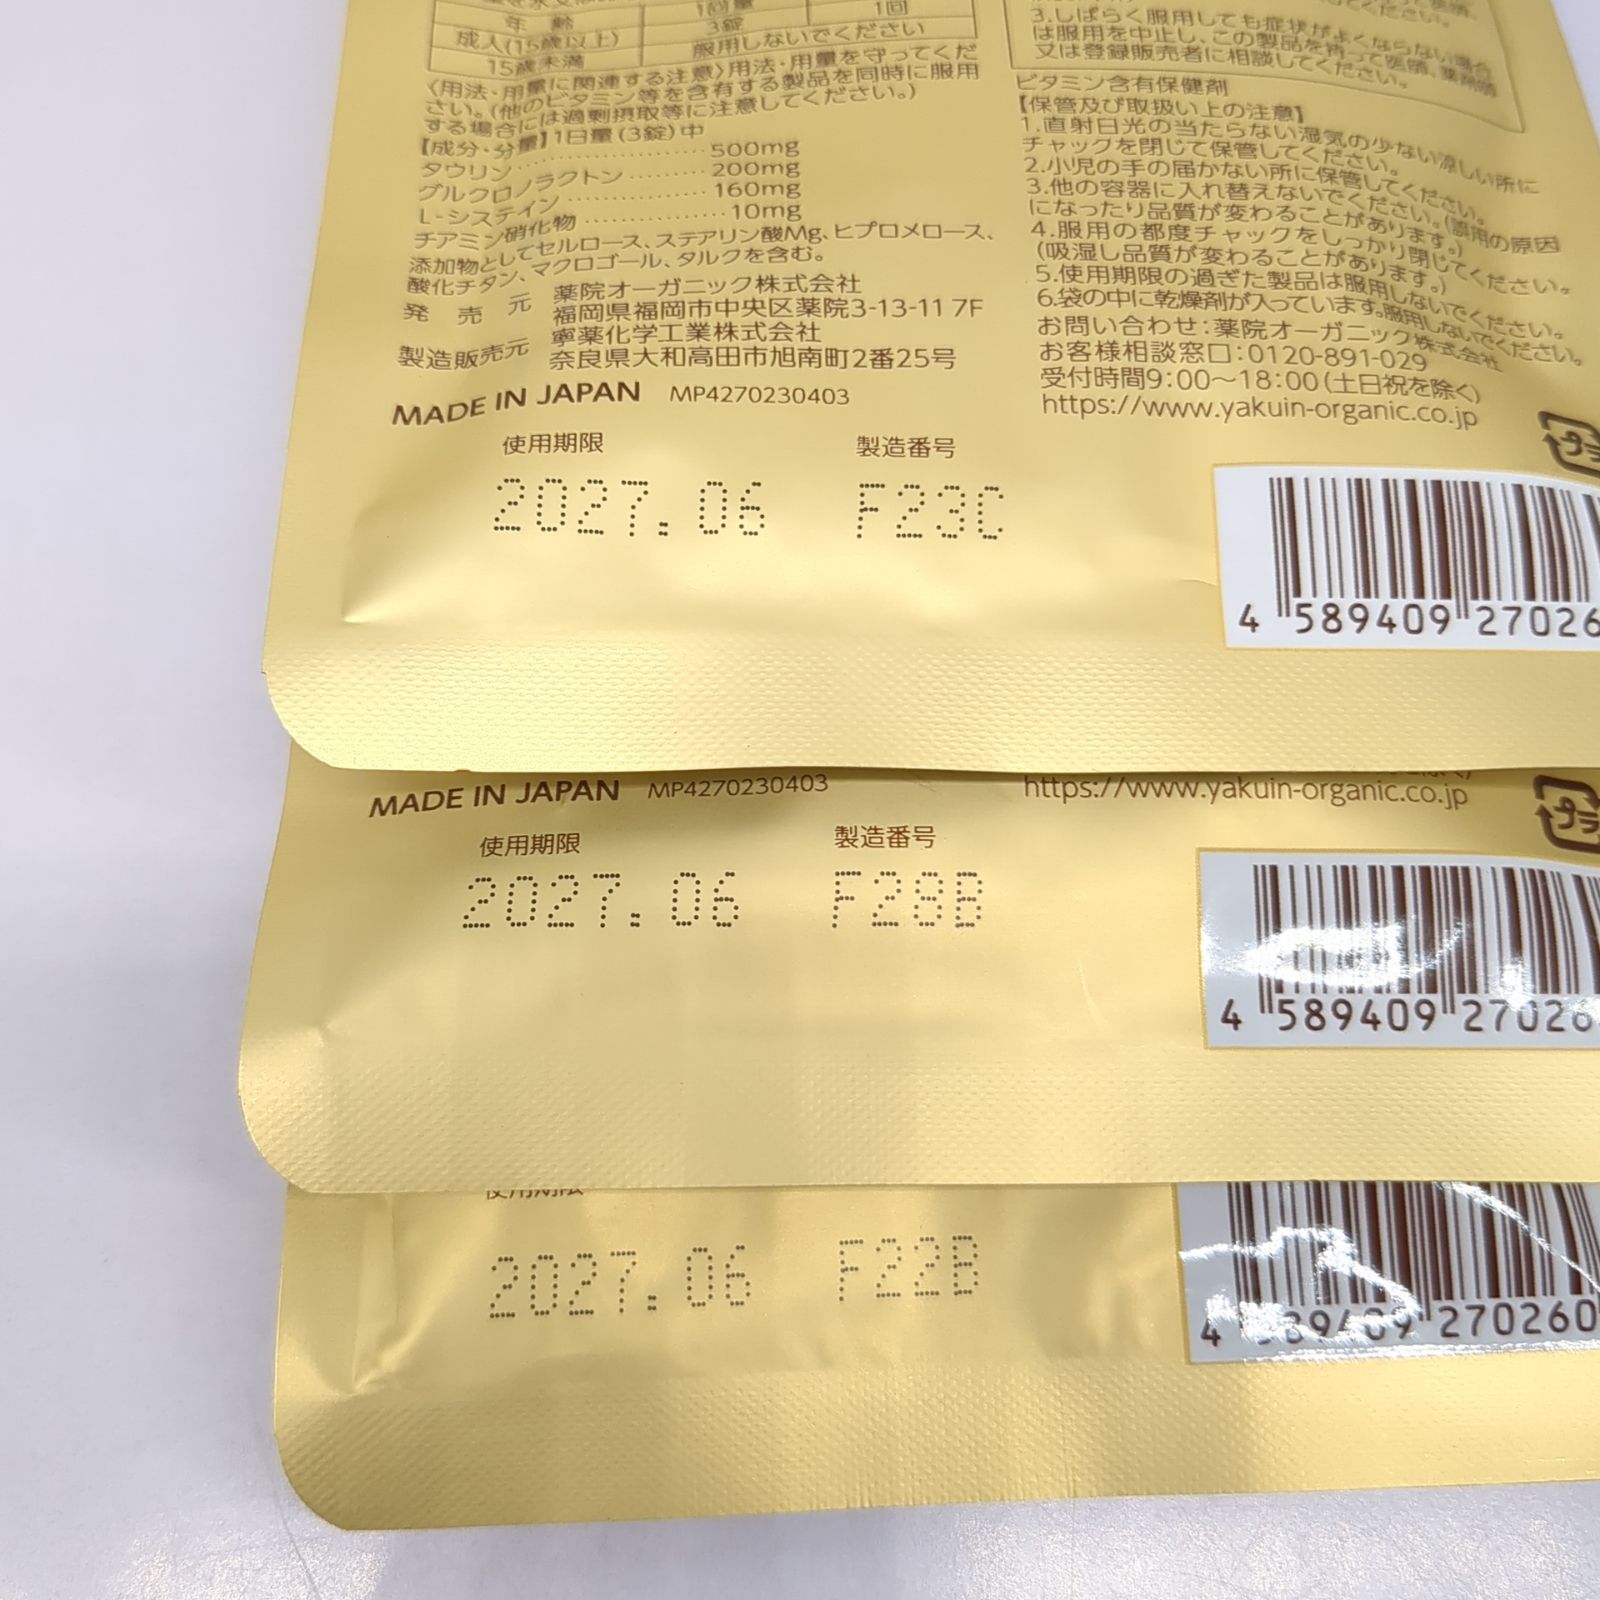 1回量
1回
年 齢
3錠
成人(15歳以上)
15歳未満
服用しないでください
〈用法・用量に関連する注意〉用法・用量を守ってくだ
さい。(他のビタミン等を含有する製品を同時に服用
する場合には過剰摂取等に注意してください。)
【成分・分量】1日量(3錠)中
タウリン……………………500mg
グルクロノラクトン………200mg
L-システイン……………160mg
チアミン硝化物……………10mg
添加物としてセルロース、ステアリン酸Mg、ヒプロメロース、
酸化チタン、マクロゴール、タルクを含む。
発 売 元 薬院オーガニック株式会社
福岡県福岡市中央区薬院3-13-11 7F
製造販売元 寧薬化学工業株式会社
奈良県大和高田市旭南町2番25号
MADE IN JAPAN MP4270230403
3.しばらく服用しても症状がよくならない場合
は服用を中止し、この製品を持って医師、薬剤師
又は登録販売者に相談してください。
ビタミン含有保健剤
【保管及び取扱い上の注意】
1.直射日光の当たらない湿気の少ない涼しい所に
チャックを閉じて保管してください。
2.小児の手の届かない所に保管してください。
3.他の容器に入れ替えないでください。(誤用の原因
になったり品質が変わることがあります。)
4.服用の都度チャックをしっかり閉じてください。
(吸湿し品質が変わることがあります。)
5.使用期限の過ぎた製品は服用しないでください。
6.袋の中に乾燥剤が入っています。服用しないでください。
お問い合わせ:薬院オーガニック株式会社
お客様相談窓口:0120-891-029
受付時間9:00～18:00(土日祝を除く)
https://www.yakuin-organic.co.jp
プラ
使用期限 製造番号
2027.06 F23C
4 589409 27026
MADE IN JAPAN MP4270230403
https://www.yakuin-organic.co.jp
プラ
使用期限 製造番号
2027.06 F28B
4 589409 27026
使用期限
2027.06 F22B
4 589409 270260